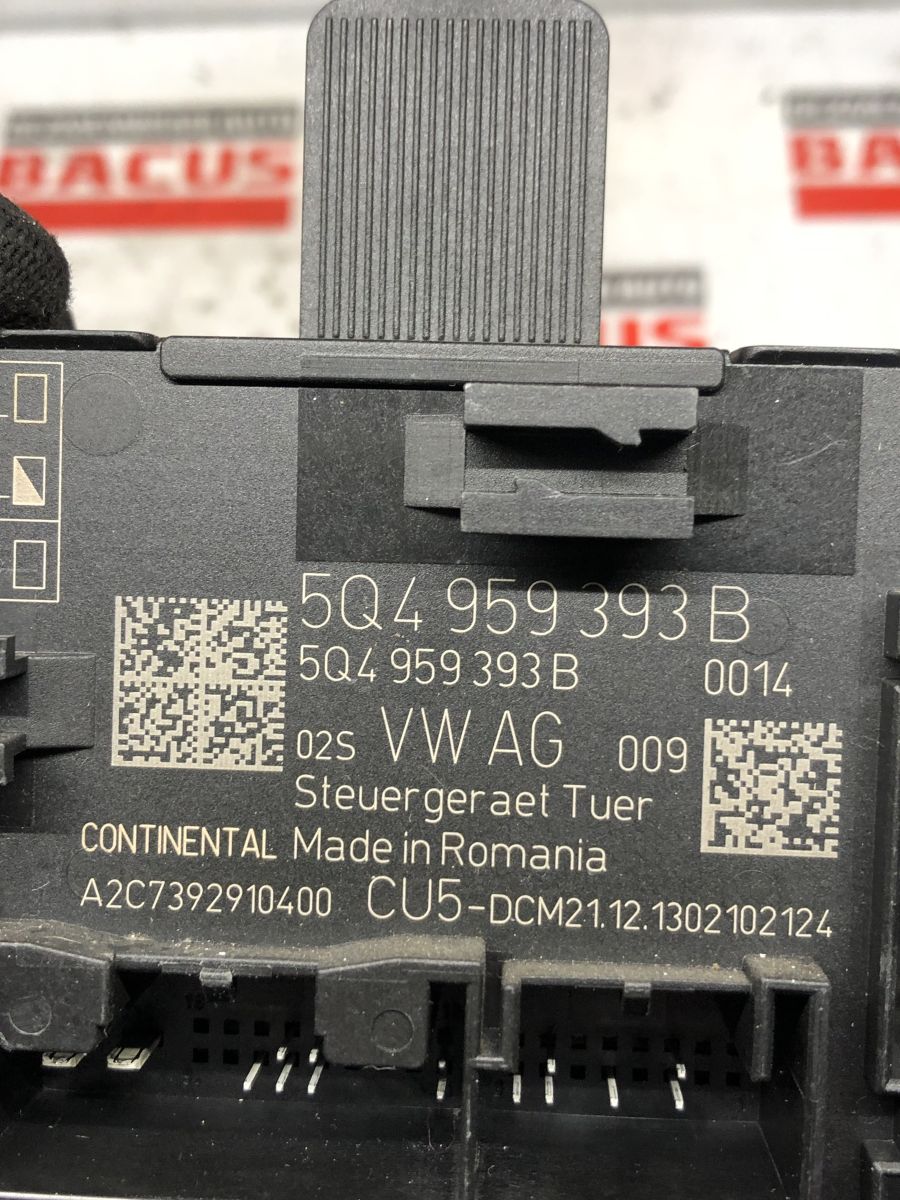 BACUS
BA
5Q4 959 393 B
5Q4 959 393 B 0014
02S VW AG 009
Steuergeraet Tuer
CONTINENTAL Made in Romania
A2C7392910400 CU5-DCM21.12.1302102124